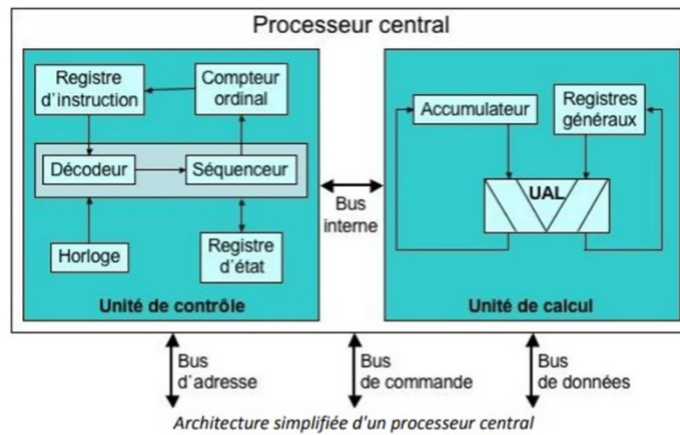 Processeur central
Registre
d'instruction
Compteur
ordinal
Décodeur
Séquenceur
Horloge
Registre
d'état
Unité de contrôle
Bus
interne
Accumulateur
Registres
généraux
UAL
Unité de calcul
Bus
d'adresse
Bus
de commande
Bus
de données
Architecture simplifiée d'un processeur central